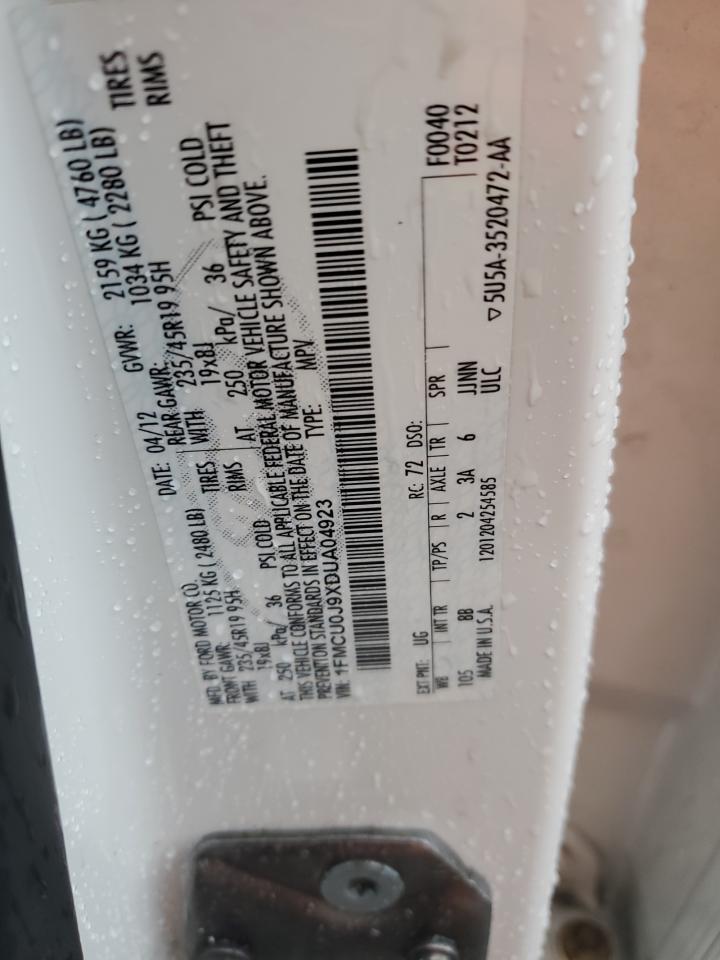 MFD. BY FORD MOTOR CO.
DATE: 04/12 GVWR: 2159 KG ( 4760 LB)
FRONT GAWR: 1125 KG ( 2480 LB) REAR GAWR: 1034 KG ( 2280 LB)
WITH 235/45R19 95H TIRES WITH 235/45R19 95H TIRES
19x8J RIMS 19x8J RIMS
AT 250 kPa/ 36 PSI COLD AT 250 kPa/ 36 PSI COLD
THIS VEHICLE CONFORMS TO ALL APPLICABLE FEDERAL MOTOR VEHICLE SAFETY AND THEFT
PREVENTION STANDARDS IN EFFECT ON THE DATE OF MANUFACTURE SHOWN ABOVE.
VIN: 1FMCU0J9XDUA04923 TYPE: MPV
F0040
EXT PNT: UG RC: 72 DSO: T0212
WB INT TR TP/PS R AXLE TR SPR
105 BB 2 3A 6 JJNN
ULC
MADE IN U.S.A. 1201204254585 ▽5U5A-3520472-AA